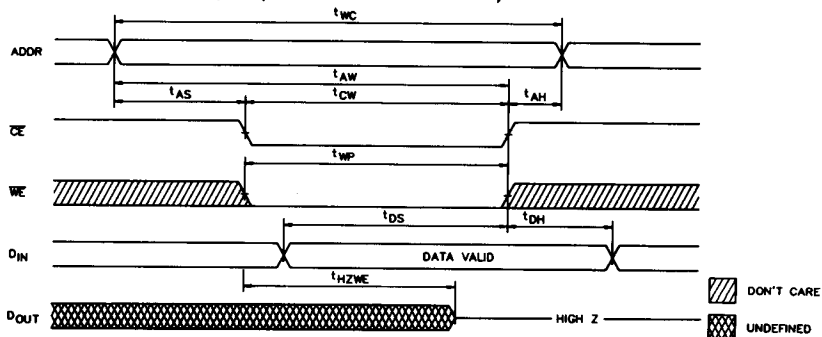 tWC
ADDR
tAW
tAS
tCW
tAH
CE
tWP
WE
tDS
tDH
DIN
DATA VALID
tHZWE
DON'T CARE
DOUT
HIGH Z
UNDEFINED